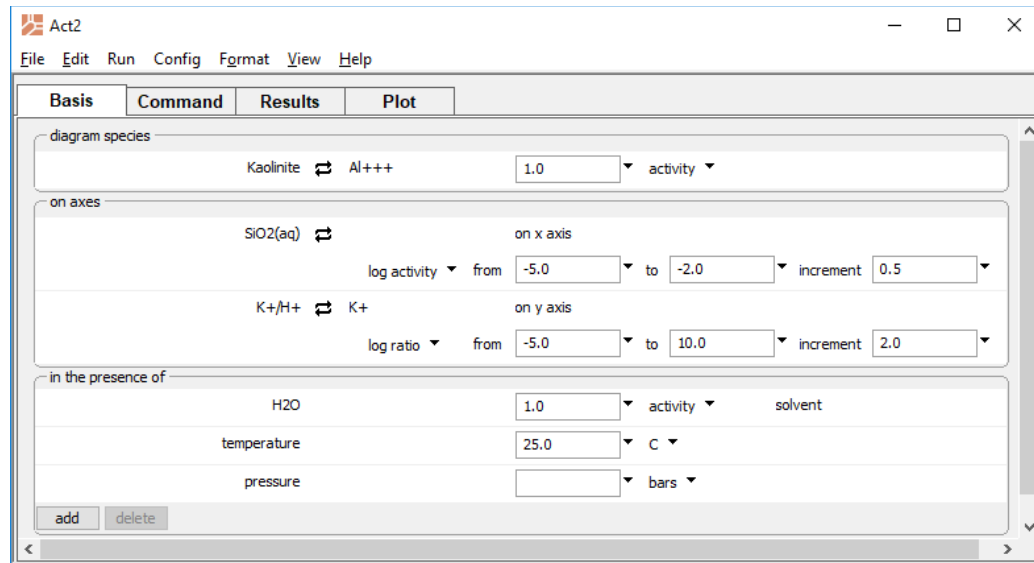 Act2
File Edit Run Config Format View Help
Basis Command Results Plot
diagram species
Kaolinite Al+++ 1.0 activity
on axes
SiO2(aq) on x axis
log activity from -5.0 to -2.0 increment 0.5
K+/H+ K+ on y axis
log ratio from -5.0 to 10.0 increment 2.0
in the presence of
H2O 1.0 activity solvent
temperature 25.0 C
pressure bars
add delete